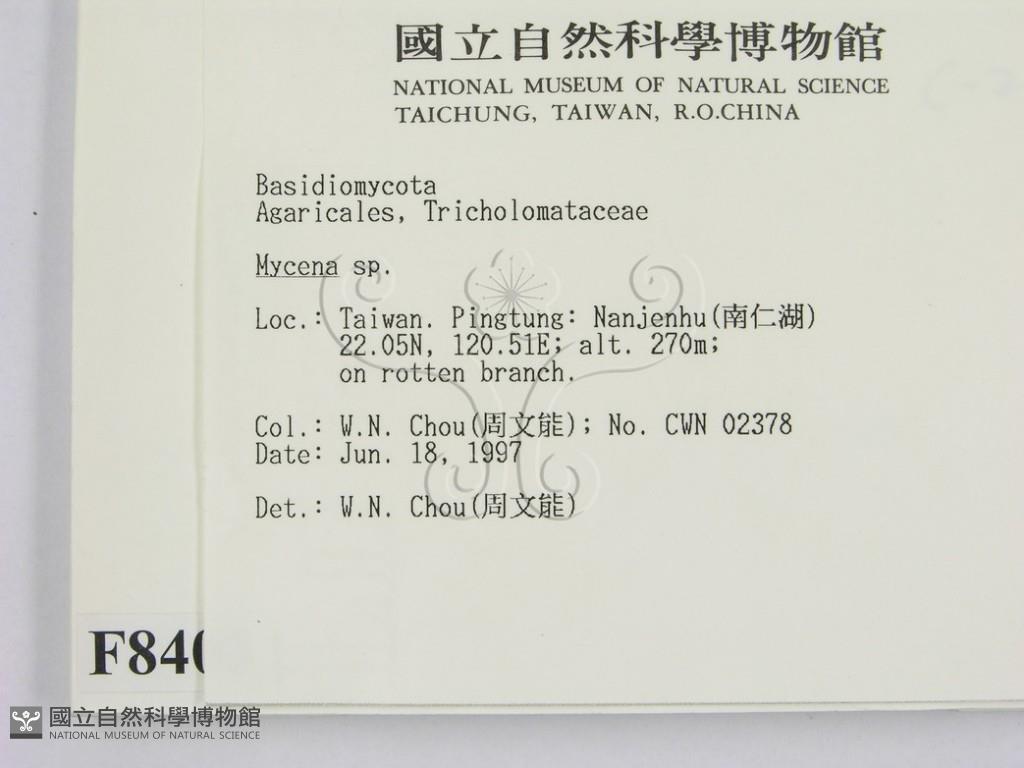 國立自然科學博物館
NATIONAL MUSEUM OF NATURAL SCIENCE
TAICHUNG, TAIWAN, R.O.CHINA
Basidiomycota
Agaricales, Tricholomataceae
Mycena sp.
Loc.: Taiwan. Pingtung: Nanjenhu(南仁湖)
22.05N, 120.51E; alt. 270m;
on rotten branch.
Col.: W.N. Chou(周文能); No. CWN 02378
Date: Jun. 18, 1997
Det.: W.N. Chou(周文能)
F840
國立自然科學博物館
NATIONAL MUSEUM OF NATURAL SCIENCE